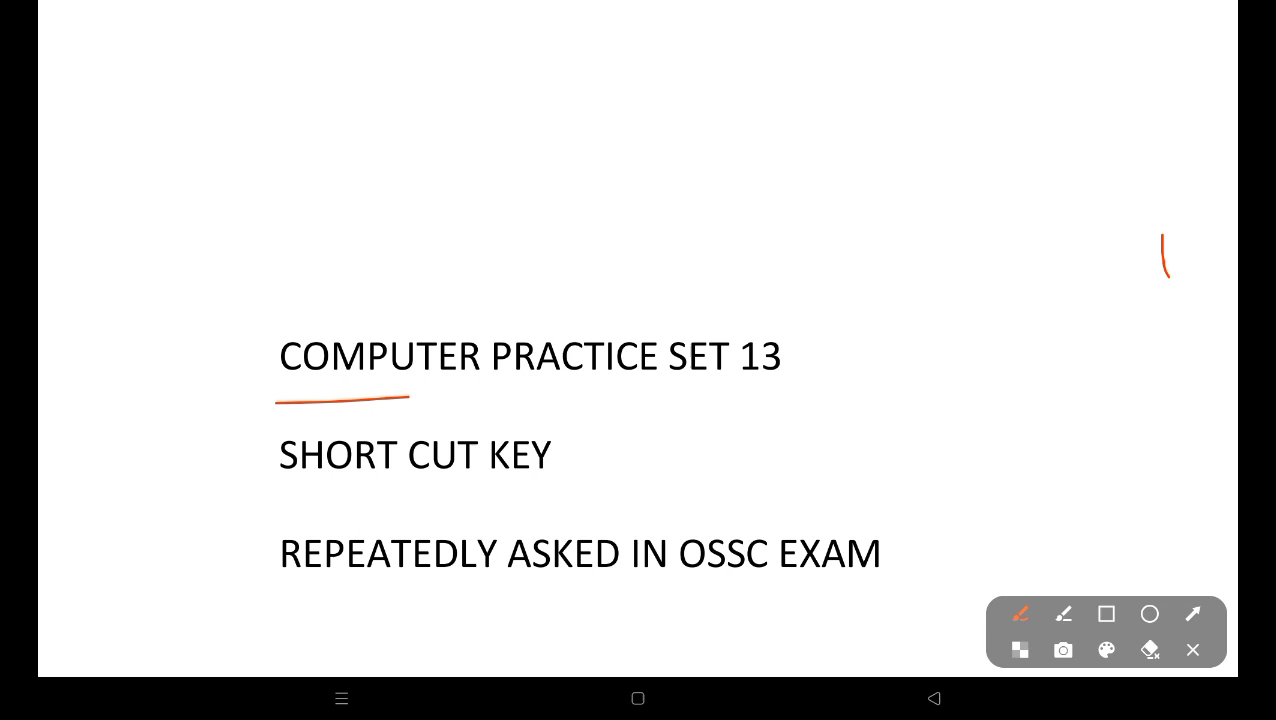 COMPUTER PRACTICE SET 13
SHORT CUT KEY
REPEATEDLY ASKED IN OSSC EXAM